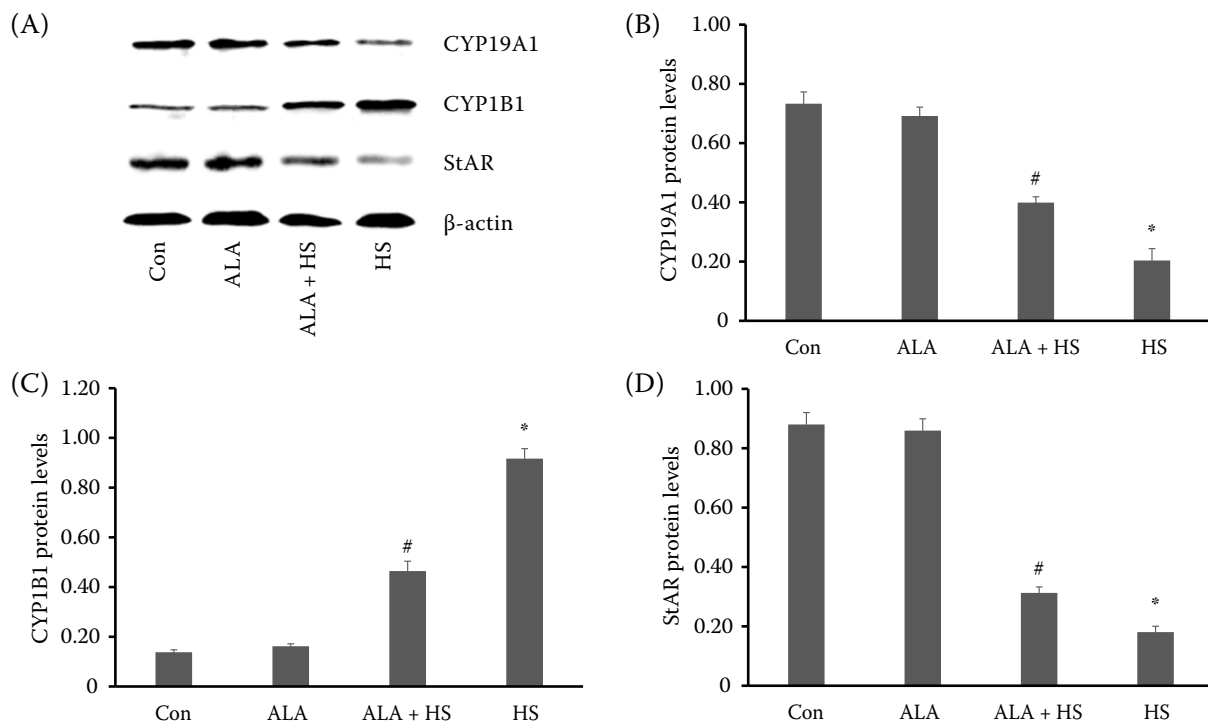 (A)
CYP19A1
CYP1B1
StAR
β-actin
Con
ALA
ALA + HS
HS
(B)
CYP19A1 protein levels
1.00
0.80
0.60
0.40
0.20
0
#
*
Con ALA ALA + HS HS
(C)
CYP1B1 protein levels
1.20
1.00
0.80
0.60
0.40
0.20
0
#
*
Con ALA ALA + HS HS
(D)
StAR protein levels
1.00
0.80
0.60
0.40
0.20
0
#
*
Con ALA ALA + HS HS